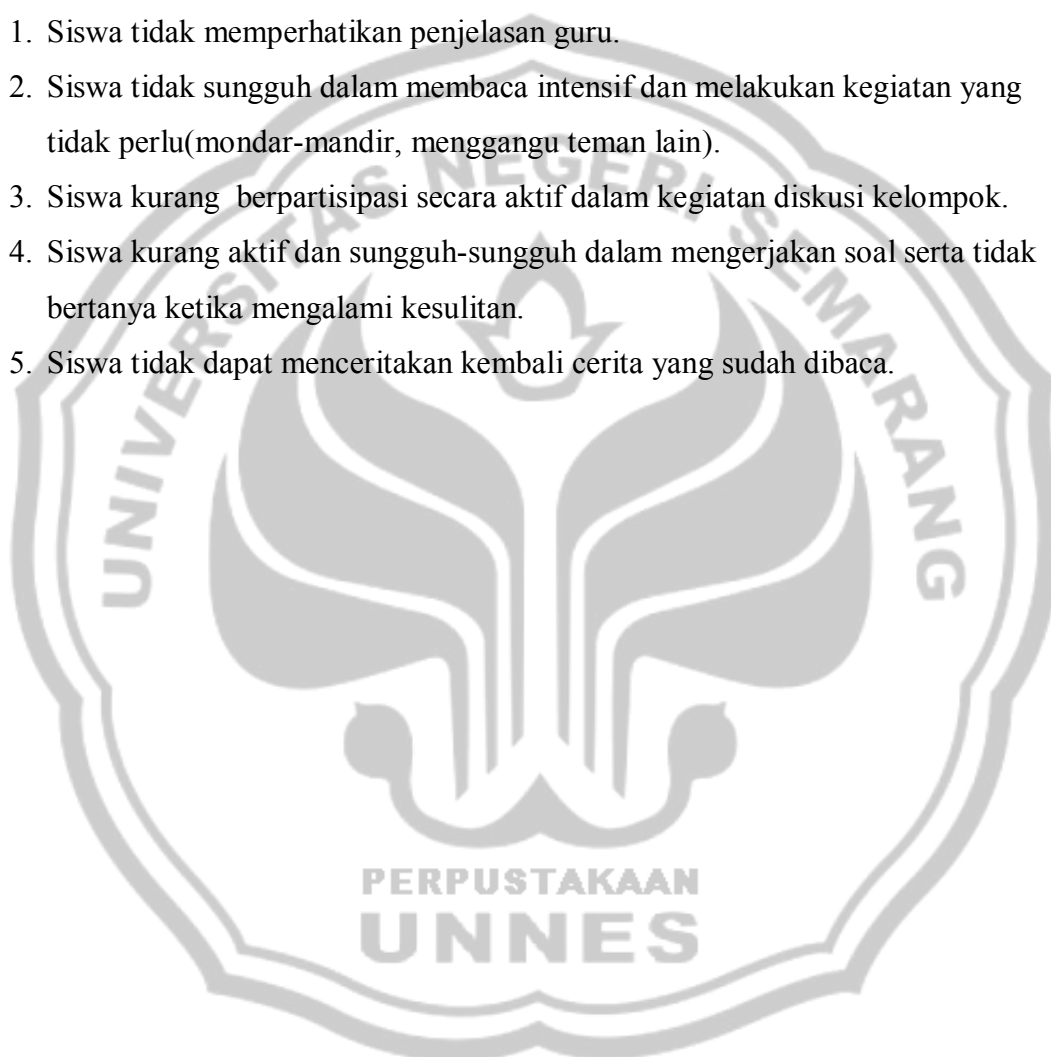 1. Siswa tidak memperhatikan penjelasan guru.
2. Siswa tidak sungguh dalam membaca intensif dan melakukan kegiatan yang
tidak perlu(mondar-mandir, menggangu teman lain).
3. Siswa kurang  berpartisipasi secara aktif dalam kegiatan diskusi kelompok.
4. Siswa kurang aktif dan sungguh-sungguh dalam mengerjakan soal serta tidak
bertanya ketika mengalami kesulitan.
5. Siswa tidak dapat menceritakan kembali cerita yang sudah dibaca.
UNIVERSITAS NEGERI SEMARANG
PERPUSTAKAAN
UNNES